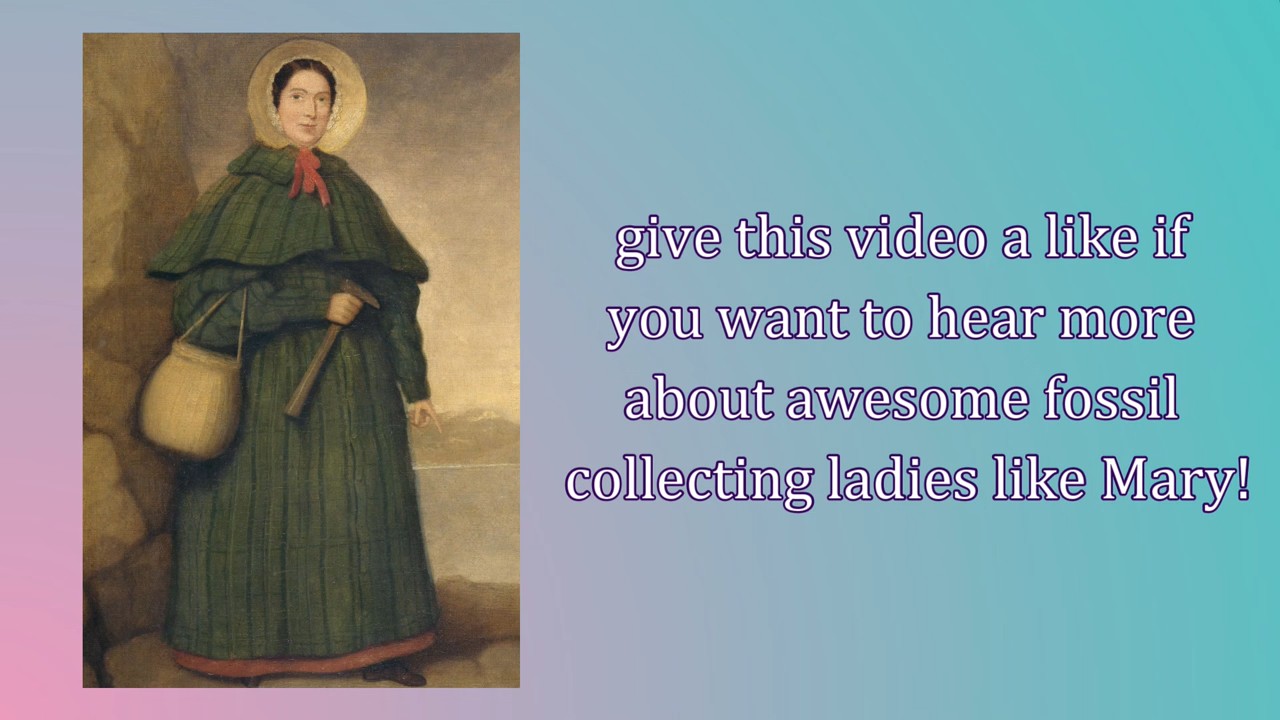 give this video a like if
you want to hear more
about awesome fossil
collecting ladies like Mary!